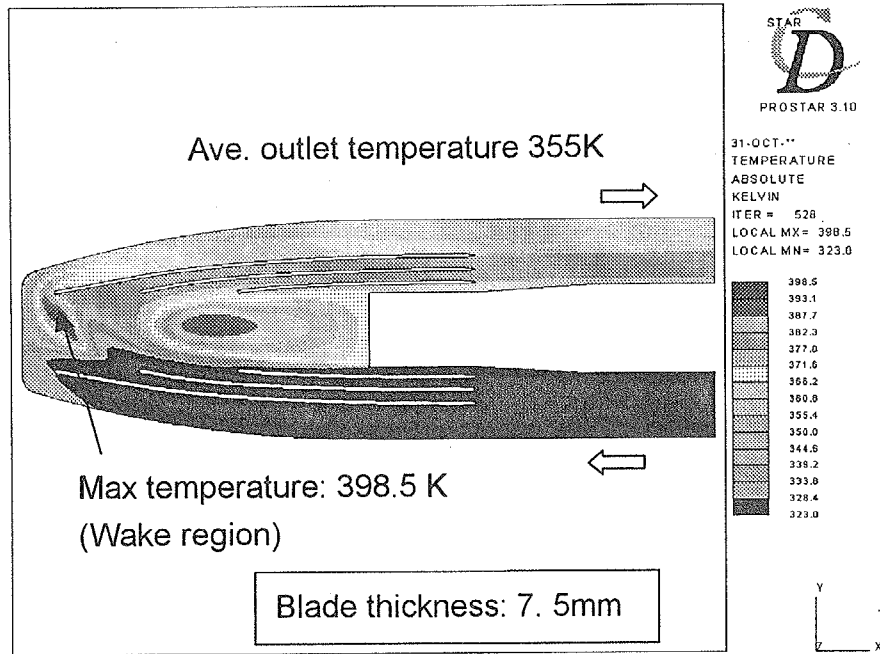 STAR
CD
PROSTAR 3.10
Ave. outlet temperature 355K
31-OCT-**
TEMPERATURE
ABSOLUTE
KELVIN
ITER = 528
LOCAL MX= 398.5
LOCAL MN= 323.0
398.5
393.1
387.7
382.3
377.0
371.6
366.2
360.8
355.4
350.0
344.6
339.2
333.8
328.4
323.0
Max temperature: 398.5 K
(Wake region)
Blade thickness: 7. 5mm
Y
Z
X